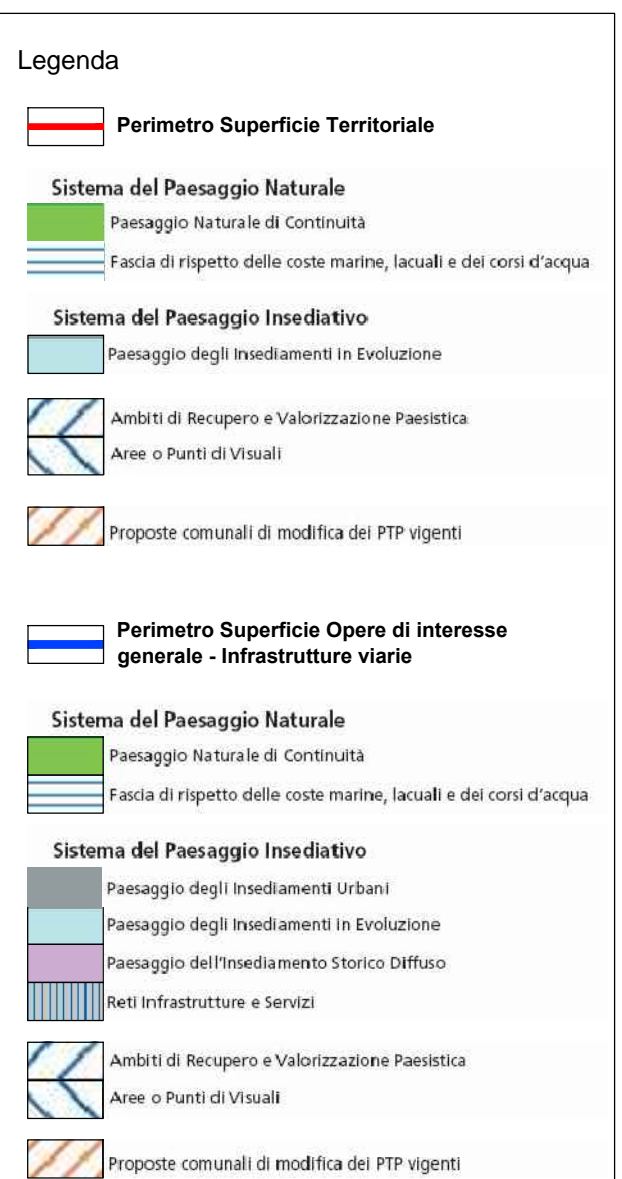 Legenda
Perimetro Superficie Territoriale
Sistema del Paesaggio Naturale
Paesaggio Naturale di Continuità
Fascia di rispetto delle coste marine, lacuali e dei corsi d'acqua
Sistema del Paesaggio Insediativo
Paesaggio degli Insediamenti in Evoluzione
Ambiti di Recupero e Valorizzazione Paesistica
Aree o Punti di Visuali
Proposte comunali di modifica dei PTP vigenti
Perimetro Superficie Opere di interesse
generale - Infrastrutture viarie
Sistema del Paesaggio Naturale
Paesaggio Naturale di Continuità
Fascia di rispetto delle coste marine, lacuali e dei corsi d'acqua
Sistema del Paesaggio Insediativo
Paesaggio degli Insediamenti Urbani
Paesaggio degli Insediamenti in Evoluzione
Paesaggio dell'Insediamento Storico Diffuso
Reti Infrastrutture e Servizi
Ambiti di Recupero e Valorizzazione Paesistica
Aree o Punti di Visuali
Proposte comunali di modifica dei PTP vigenti